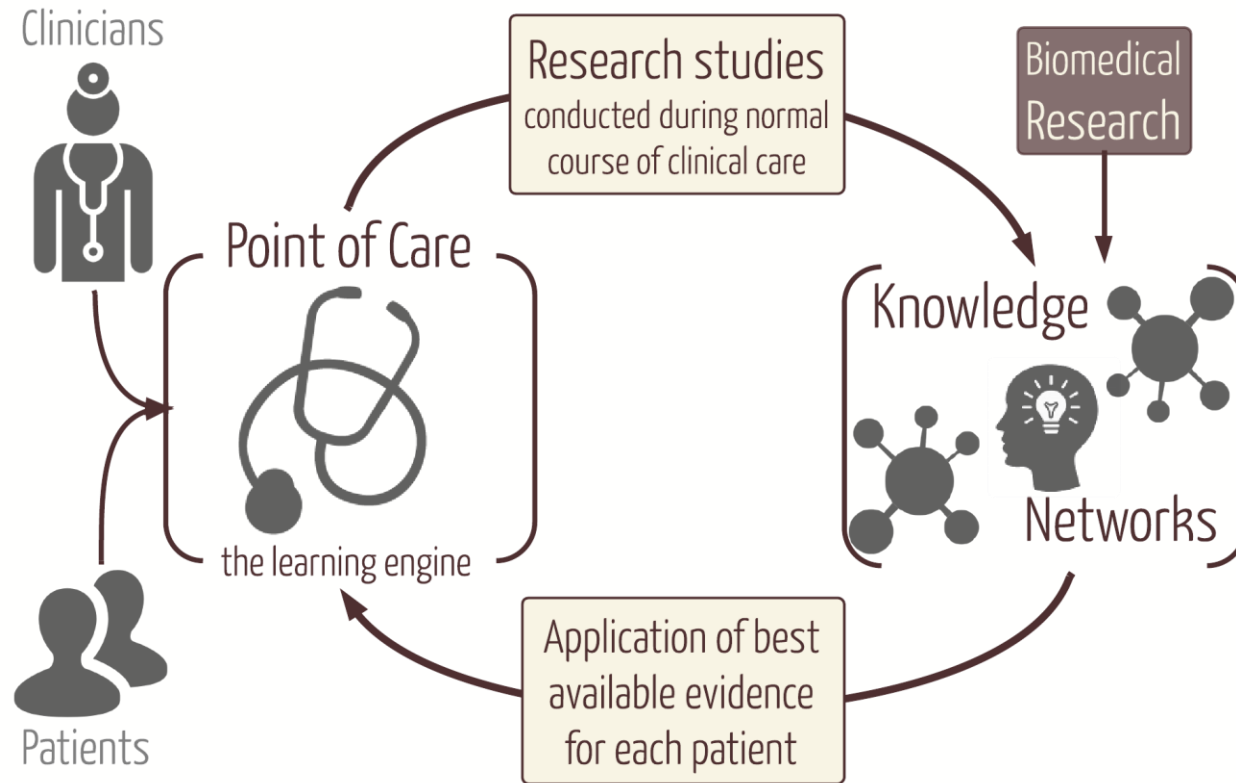 Clinicians
Research studies
conducted during normal
course of clinical care
Biomedical
Research
Point of Care
the learning engine
Knowledge
Networks
Application of best
available evidence
for each patient
Patients